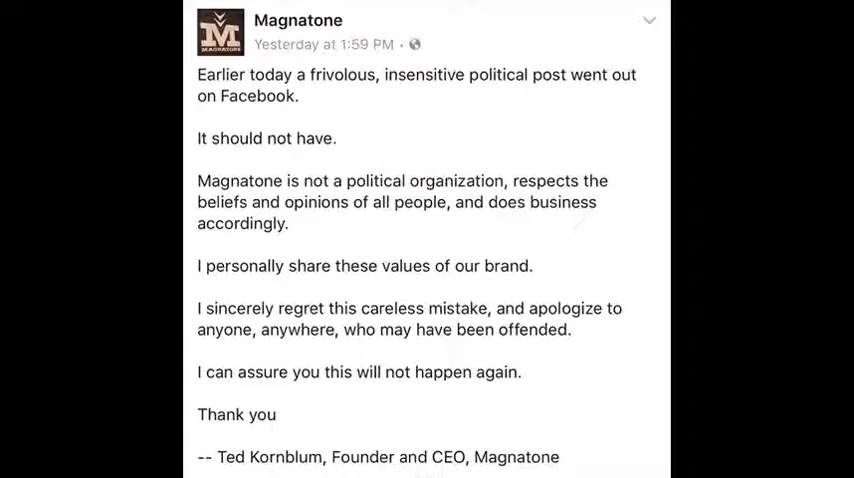 M
MAGNATONE
Magnatone
Yesterday at 1:59 PM ·
Earlier today a frivolous, insensitive political post went out
on Facebook.
It should not have.
Magnatone is not a political organization, respects the
beliefs and opinions of all people, and does business
accordingly.
I personally share these values of our brand.
I sincerely regret this careless mistake, and apologize to
anyone, anywhere, who may have been offended.
I can assure you this will not happen again.
Thank you
-- Ted Kornblum, Founder and CEO, Magnatone